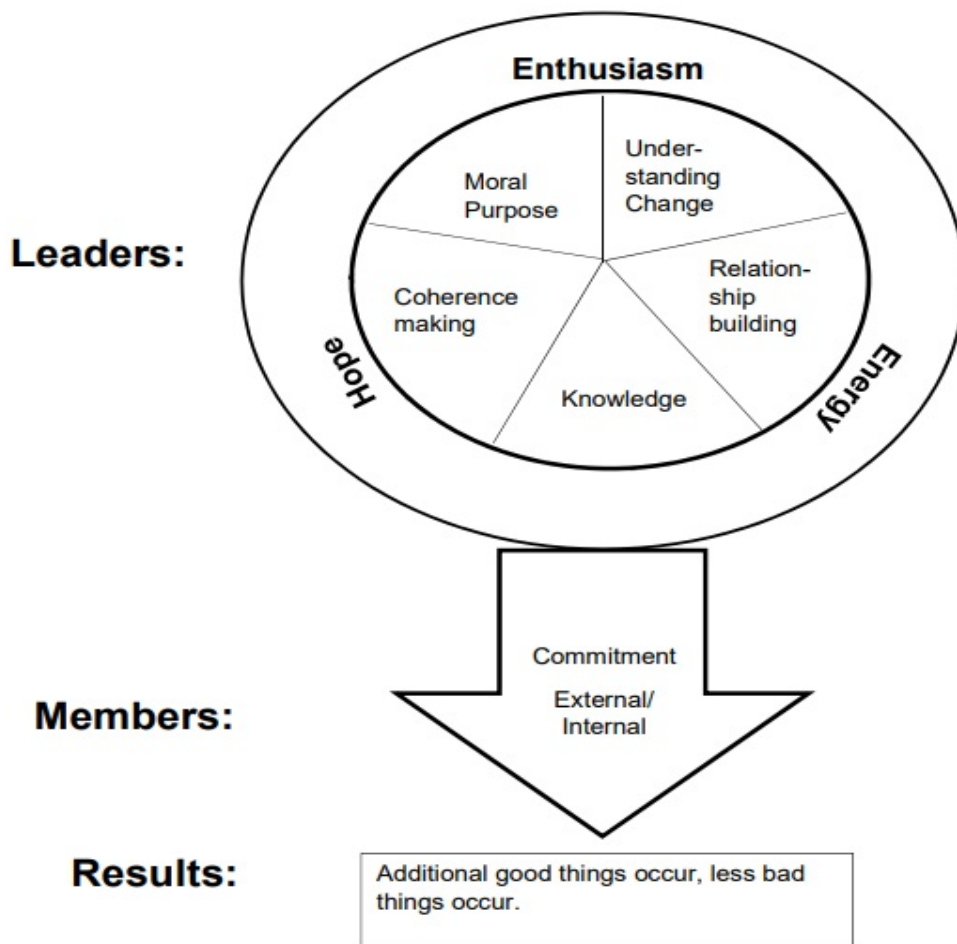 Enthusiasm
Under-
standing
Change
Moral
Purpose
Leaders:
Relation-
ship
building
Coherence
making
Hope
Energy
Knowledge
Commitment
External/
Internal
Members:
Results:
Additional good things occur, less bad
things occur.